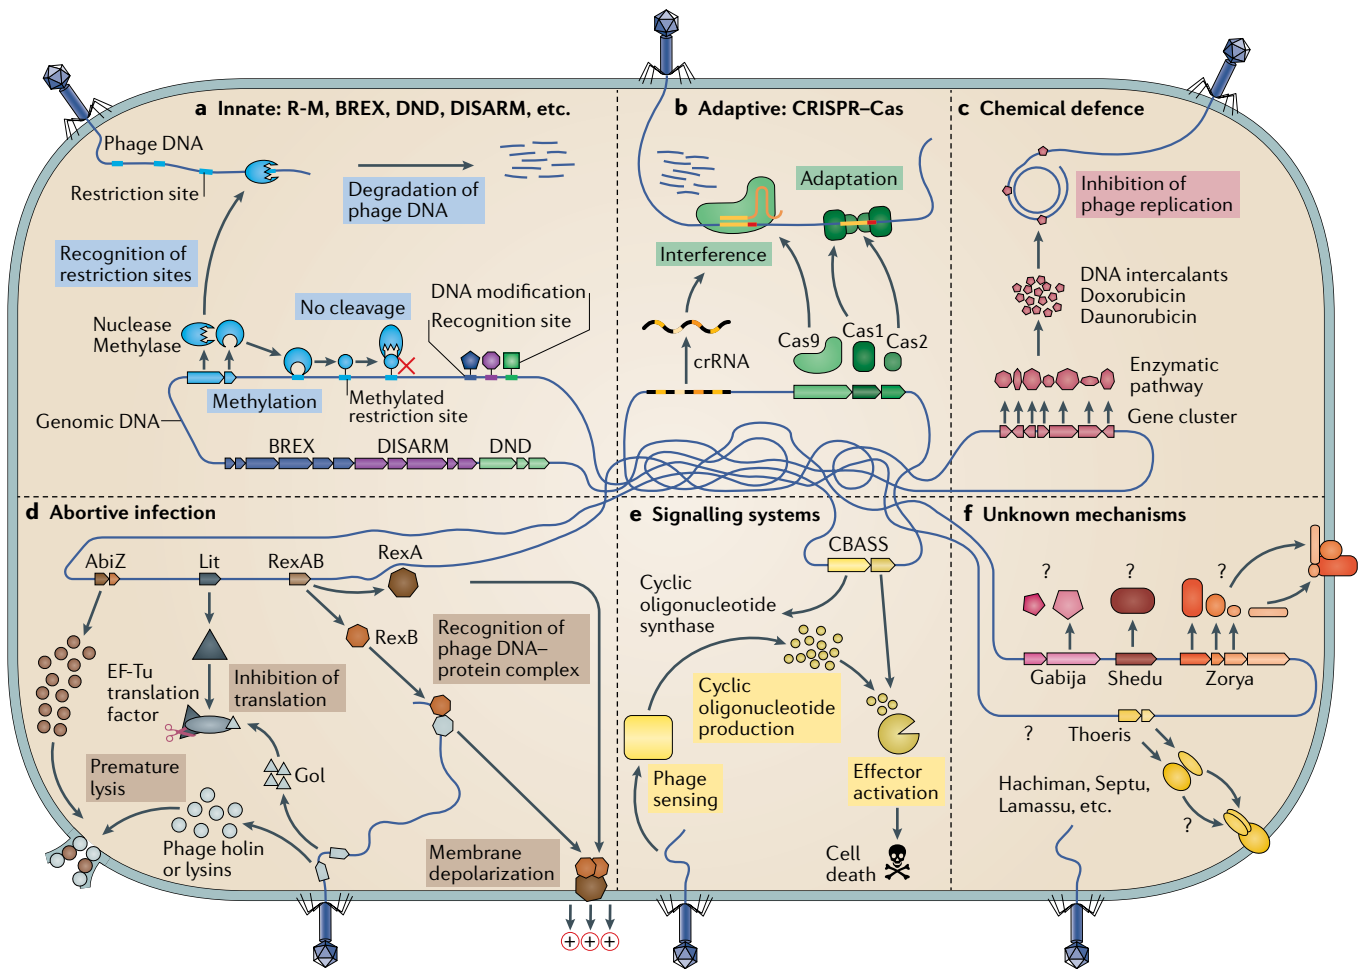 a Innate: R-M, BREX, DND, DISARM, etc.
Phage DNA
Restriction site
Degradation of
phage DNA
Recognition of
restriction sites
No cleavage
DNA modification
Recognition site
Nuclease
Methylase
Methylation
Methylated
restriction site
Genomic DNA
BREX
DISARM
DND
b Adaptive: CRISPR–Cas
Adaptation
Interference
crRNA
Cas9
Cas1
Cas2
c Chemical defence
Inhibition of
phage replication
DNA intercalants
Doxorubicin
Daunorubicin
Enzymatic
pathway
Gene cluster
d Abortive infection
AbiZ
Lit
RexAB
RexA
RexB
Recognition of
phage DNA–
protein complex
EF-Tu
translation
factor
Inhibition of
translation
Premature
lysis
Gol
Phage holin
or lysins
Membrane
depolarization
+ + +
e Signalling systems
CBASS
Cyclic
oligonucleotide
synthase
Cyclic
oligonucleotide
production
Phage
sensing
Effector
activation
Cell
death
f Unknown mechanisms
? ? ?
Gabija
Shedu
Zorya
?
Thoeris
Hachiman, Septu,
Lamassu, etc.
?